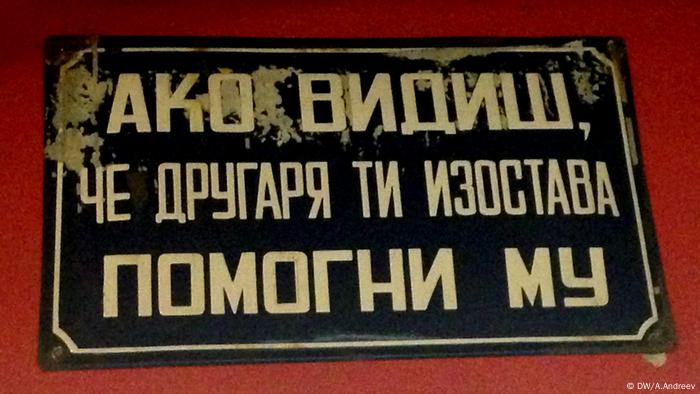 АКО ВИДИШ,
ЧЕ ДРУГАРЯ ТИ ИЗОСТАВА
ПОМОГНИ МУ
© DW/A.Andreev